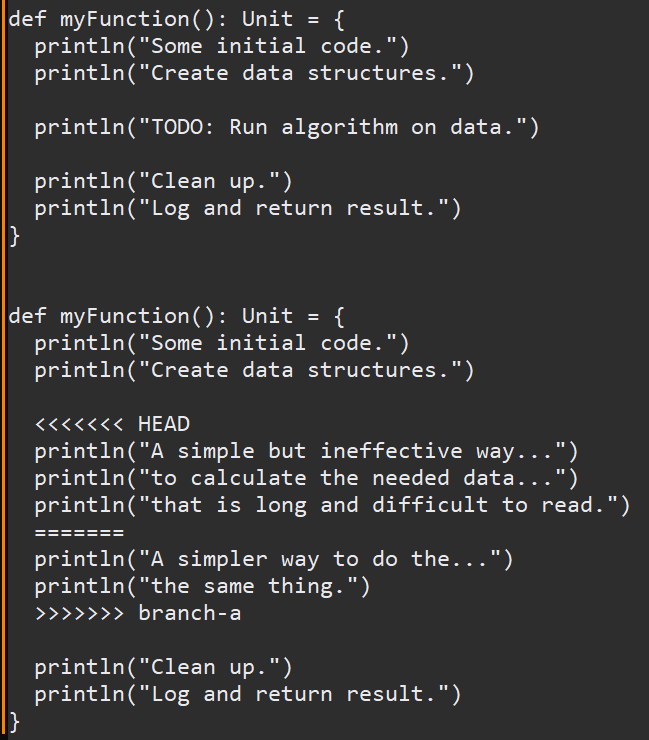 def myFunction(): Unit = {
  println("Some initial code.")
  println("Create data structures.")

  println("TODO: Run algorithm on data.")

  println("Clean up.")
  println("Log and return result.")
}


def myFunction(): Unit = {
  println("Some initial code.")
  println("Create data structures.")

  <<<<<<< HEAD
  println("A simple but ineffective way...")
  println("to calculate the needed data...")
  println("that is long and difficult to read.")
  =======
  println("A simpler way to do the...")
  println("the same thing.")
  >>>>>>> branch-a

  println("Clean up.")
  println("Log and return result.")
}